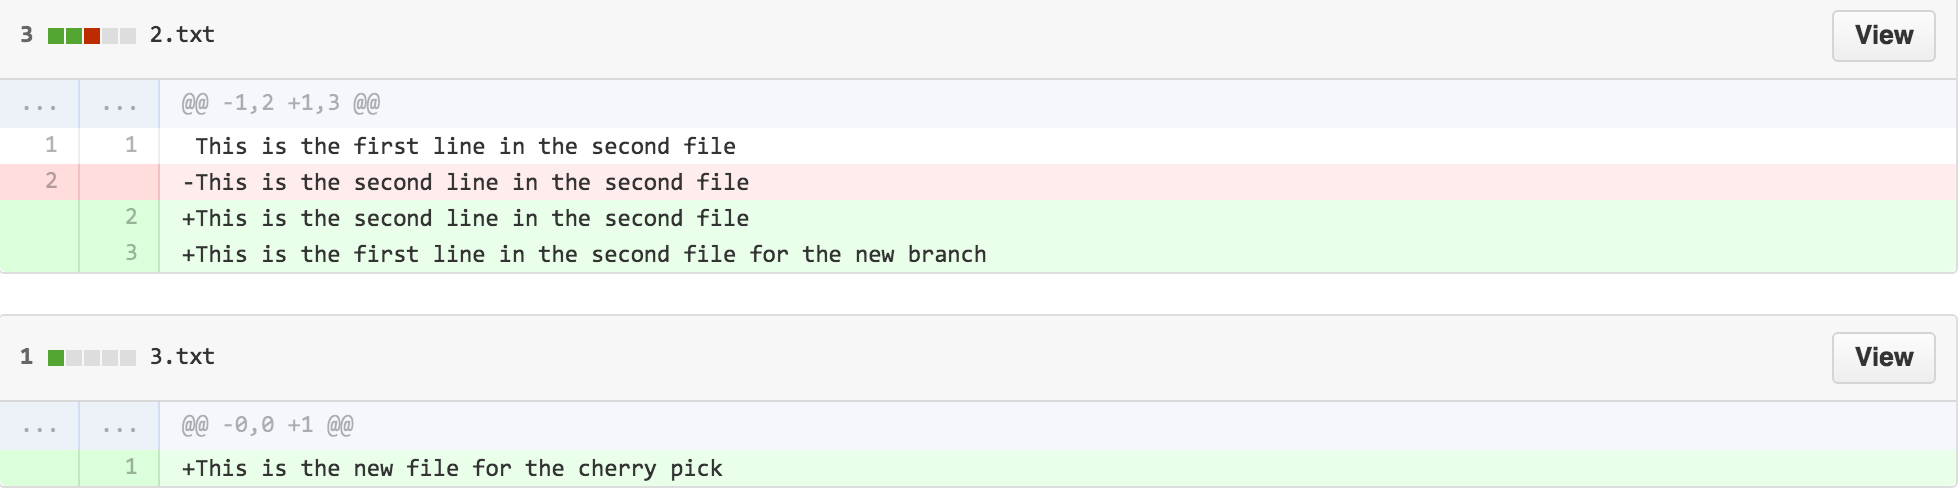 3 2.txt View
... ... @@ -1,2 +1,3 @@
1 1 This is the first line in the second file
2 -This is the second line in the second file
2 +This is the second line in the second file
3 +This is the first line in the second file for the new branch
1 3.txt View
... ... @@ -0,0 +1 @@
1 +This is the new file for the cherry pick